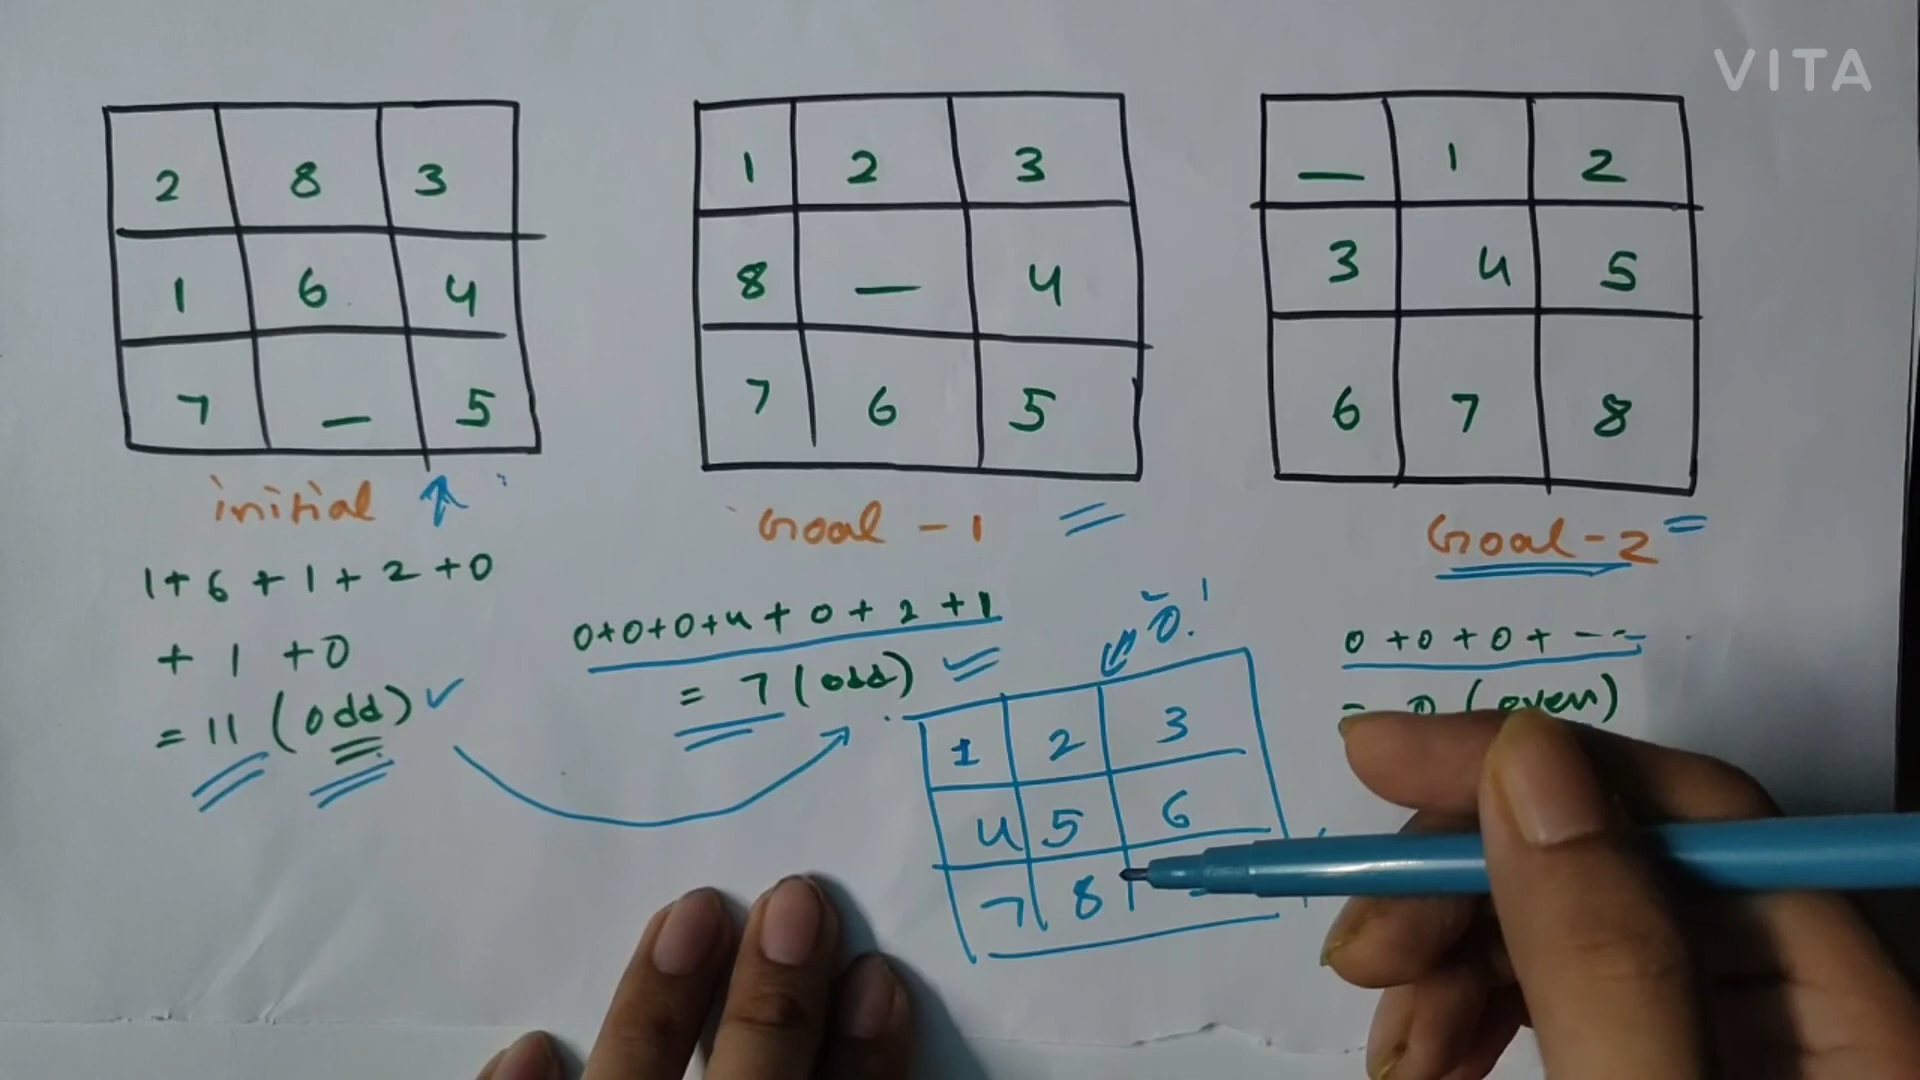 VITA
2 8 3
1 6 4
7 _ 5
initial
1+6+1+2+0
+1+0
=11 (odd)
1 2 3
8 _ 4
7 6 5
Goal-1
0+0+0+4+0+2+1
=7 (odd)
_ 1 2
3 4 5
6 7 8
Goal-2
0+0+0+---
= 0 (even)
1 2 3
4 5 6
7 8